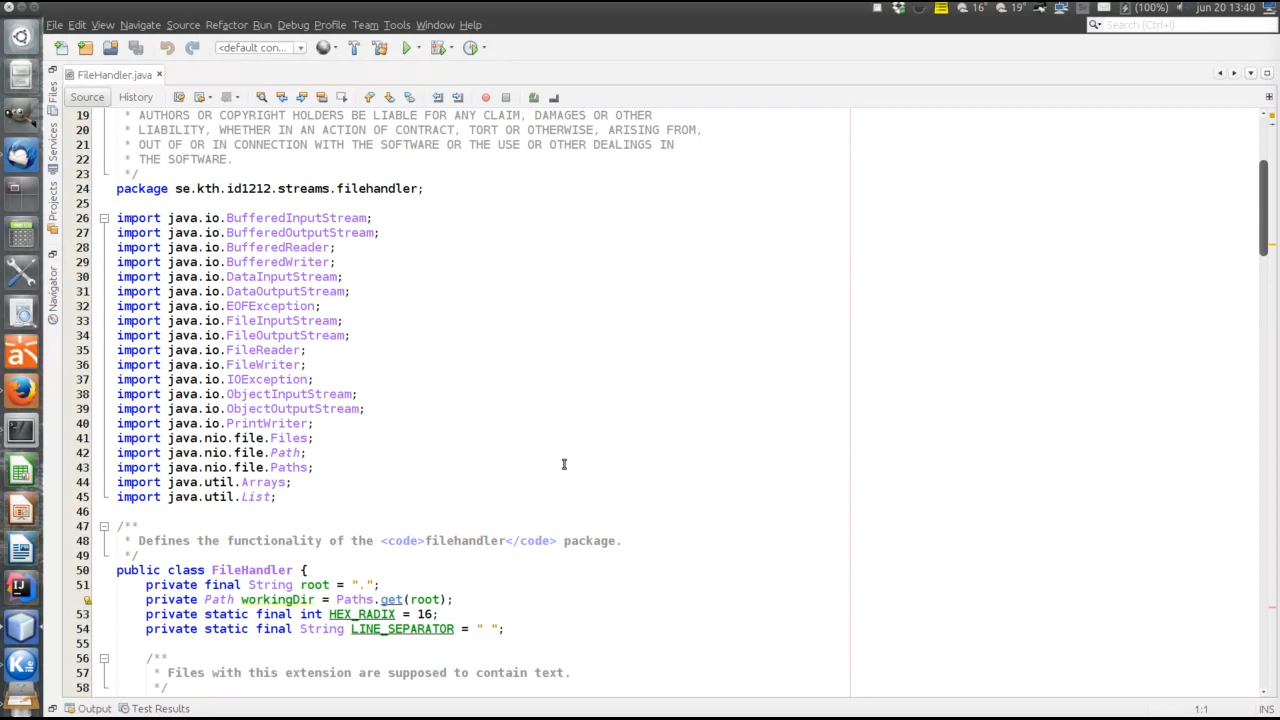 (100%) jun 20 13:40
16° 19°
File Edit View Navigate Source Refactor Run Debug Profile Team Tools Window Help
Search (Ctrl+I)
<default con...
FileHandler.java
Source History
Files
Services
Projects
Navigator
19 * AUTHORS OR COPYRIGHT HOLDERS BE LIABLE FOR ANY CLAIM, DAMAGES OR OTHER
20 * LIABILITY, WHETHER IN AN ACTION OF CONTRACT, TORT OR OTHERWISE, ARISING FROM,
21 * OUT OF OR IN CONNECTION WITH THE SOFTWARE OR THE USE OR OTHER DEALINGS IN
22 * THE SOFTWARE.
23 */
24 package se.kth.id1212.streams.filehandler;
25
26 import java.io.BufferedInputStream;
27 import java.io.BufferedOutputStream;
28 import java.io.BufferedReader;
29 import java.io.BufferedWriter;
30 import java.io.DataInputStream;
31 import java.io.DataOutputStream;
32 import java.io.EOFException;
33 import java.io.FileInputStream;
34 import java.io.FileOutputStream;
35 import java.io.FileReader;
36 import java.io.FileWriter;
37 import java.io.IOException;
38 import java.io.ObjectInputStream;
39 import java.io.ObjectOutputStream;
40 import java.io.PrintWriter;
41 import java.nio.file.Files;
42 import java.nio.file.Path;
43 import java.nio.file.Paths;
44 import java.util.Arrays;
45 import java.util.List;
46
47 /**
48 * Defines the functionality of the <code>filehandler</code> package.
49 */
50 public class FileHandler {
51 private final String root = ".";
private Path workingDir = Paths.get(root);
53 private static final int HEX_RADIX = 16;
54 private static final String LINE_SEPARATOR = " ";
55
56 /**
57 * Files with this extension are supposed to contain text.
58 */
Output Test Results
1:1 INS